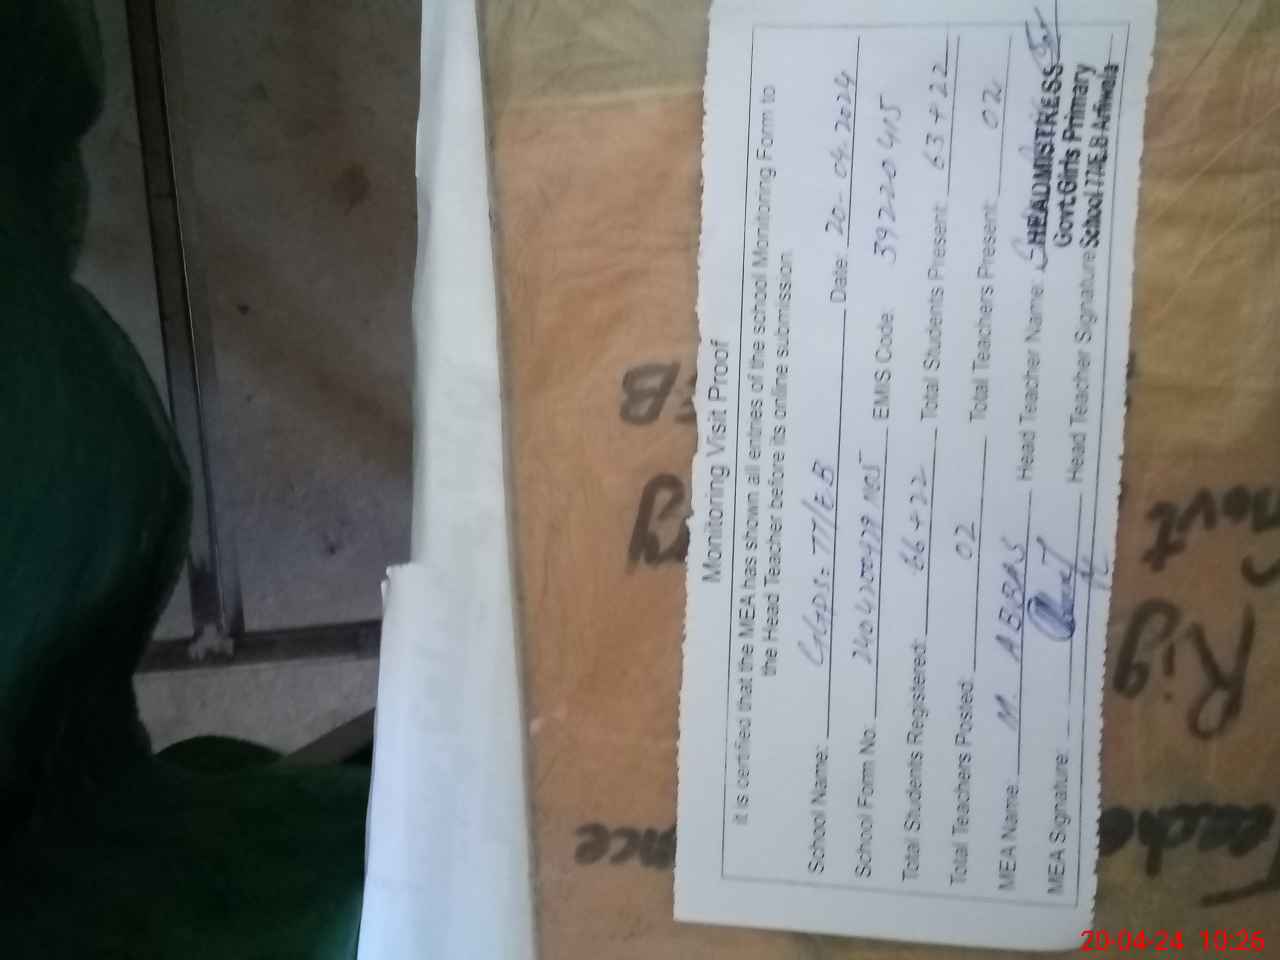 Monitoring Visit Proof
It is certified that the MEA has shown all entries of the school Monitoring Form to
the Head Teacher before its online submission.
School Name: GGPS: 77/EB Date: 20-04-2024
School Form No: EMIS Code: 39220415
Total Students Registered: 66+22 Total Students Present: 63+22
Total Teachers Posted: 02 Total Teachers Present: 02
MEA Name: M. ABBAS Head Teacher Name:
MEA Signature: Head Teacher Signature
HEADMISTRESS
Govt.Girls Primary
School 77/E.B Arifwala
20-04-24 10:26